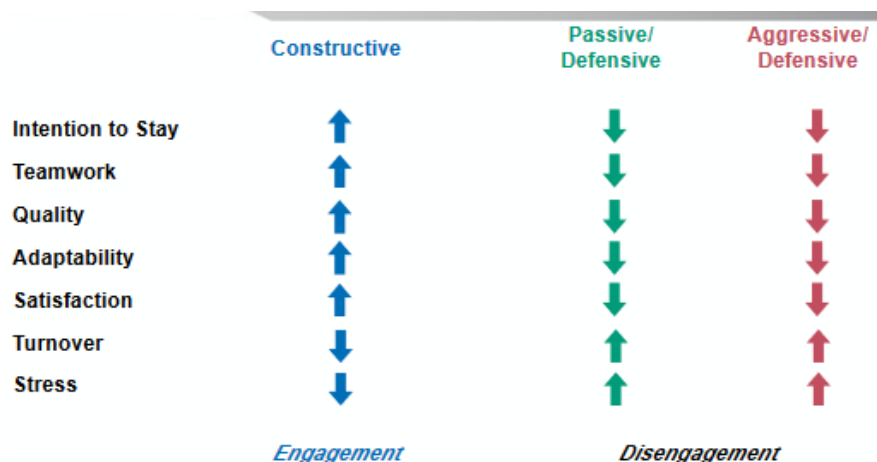 Constructive
Passive/
Defensive
Aggressive/
Defensive
Intention to Stay
Teamwork
Quality
Adaptability
Satisfaction
Turnover
Stress
Engagement
Disengagement